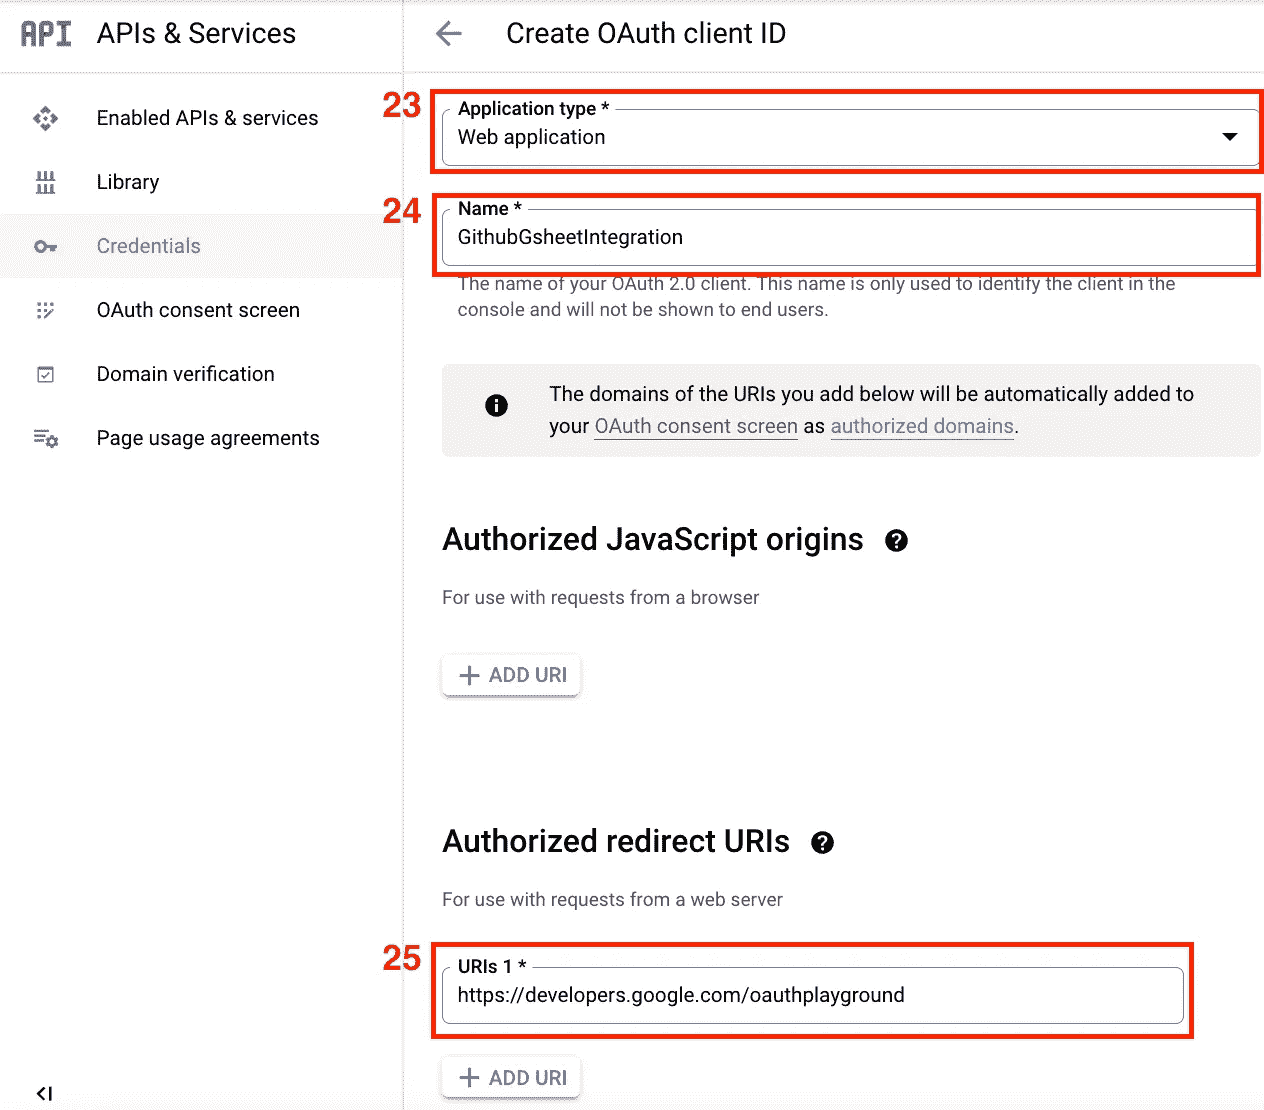 API APIs & Services
Enabled APIs & services
Library
Credentials
OAuth consent screen
Domain verification
Page usage agreements
Create OAuth client ID
23
Application type *
Web application
24
Name *
GithubGsheetIntegration
The name of your OAuth 2.0 client. This name is only used to identify the client in the
console and will not be shown to end users.
The domains of the URIs you add below will be automatically added to
your OAuth consent screen as authorized domains.
Authorized JavaScript origins
For use with requests from a browser
ADD URI
Authorized redirect URIs
For use with requests from a web server
25
URIs 1 *
https://developers.google.com/oauthplayground
ADD URI